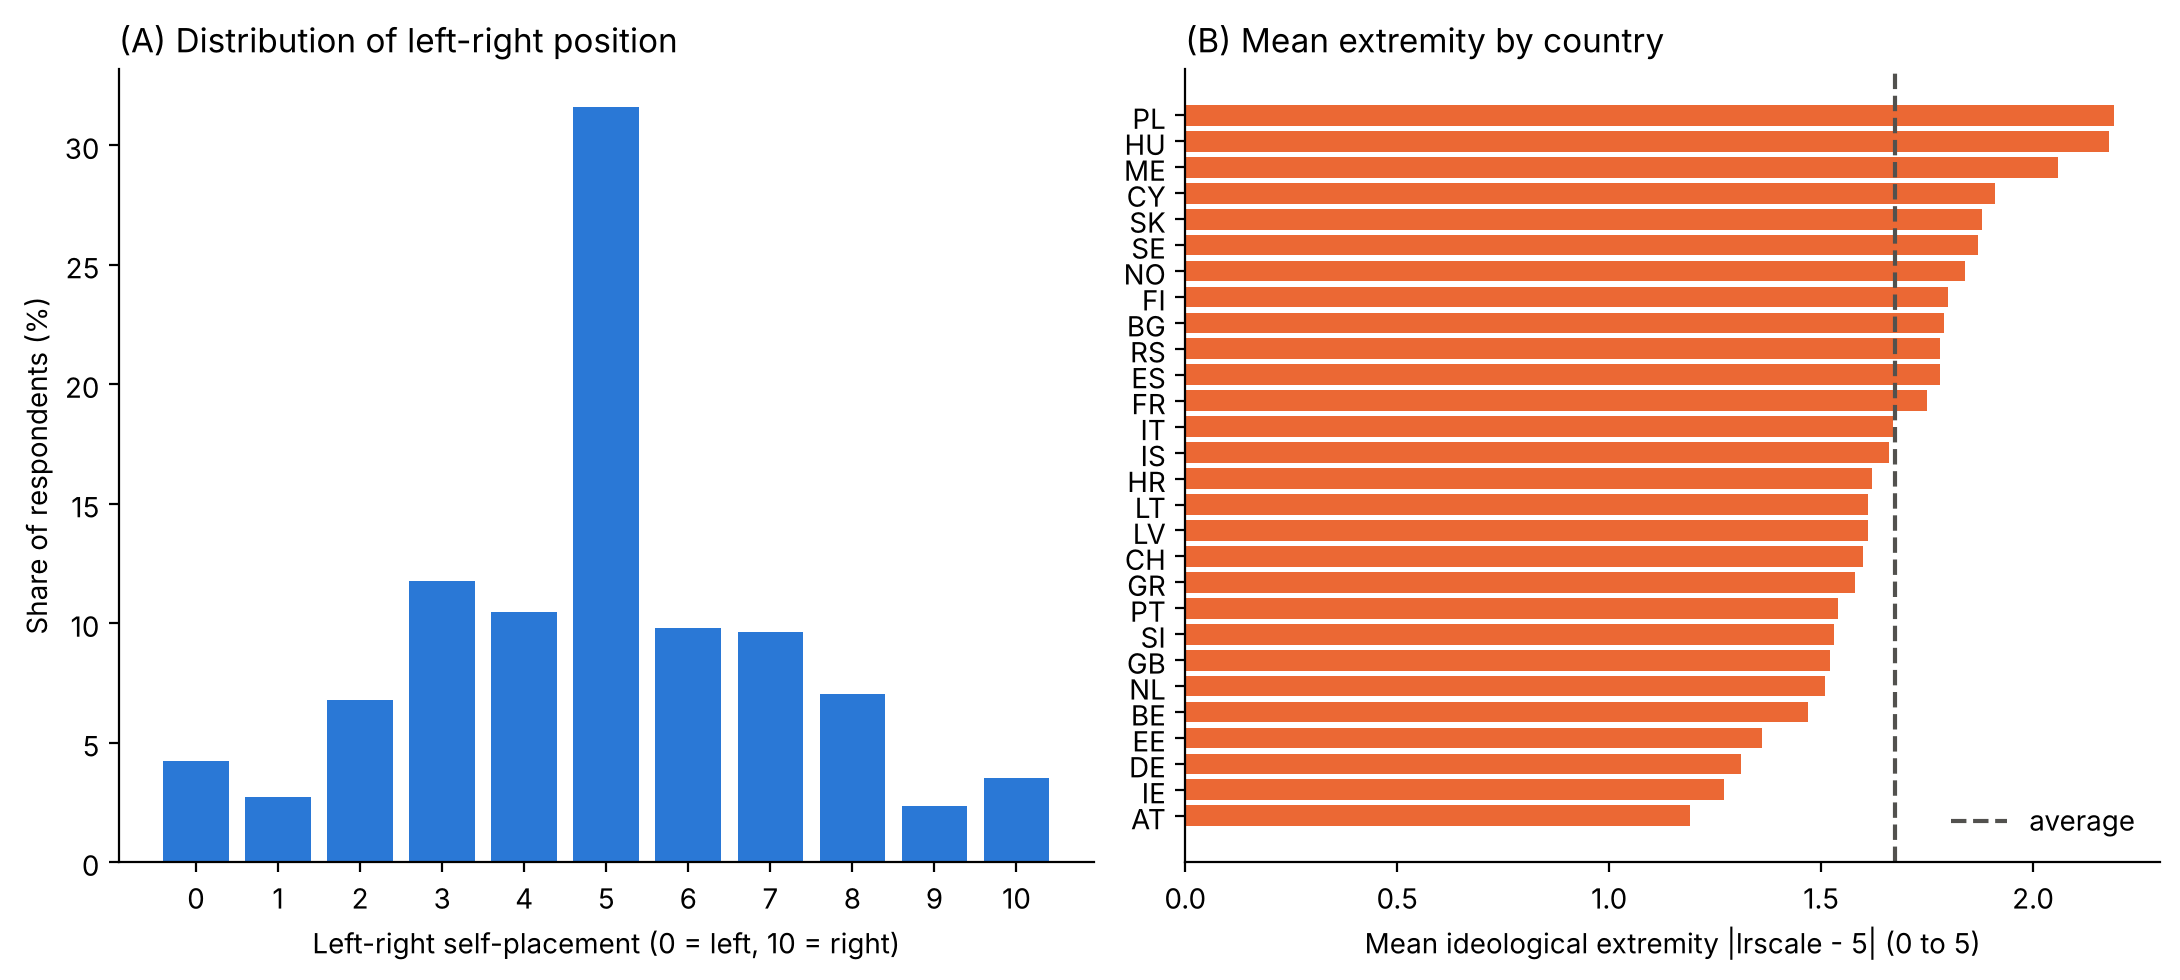 (A) Distribution of left-right position
Share of respondents (%)
30
25
20
15
10
5
0
0 1 2 3 4 5 6 7 8 9 10
Left-right self-placement (0 = left, 10 = right)
(B) Mean extremity by country
PL
HU
ME
CY
SK
SE
NO
FI
BG
RS
ES
FR
IT
IS
HR
LT
LV
CH
GR
PT
SI
GB
NL
BE
EE
DE
IE
AT
average
0.0 0.5 1.0 1.5 2.0
Mean ideological extremity |lrscale - 5| (0 to 5)